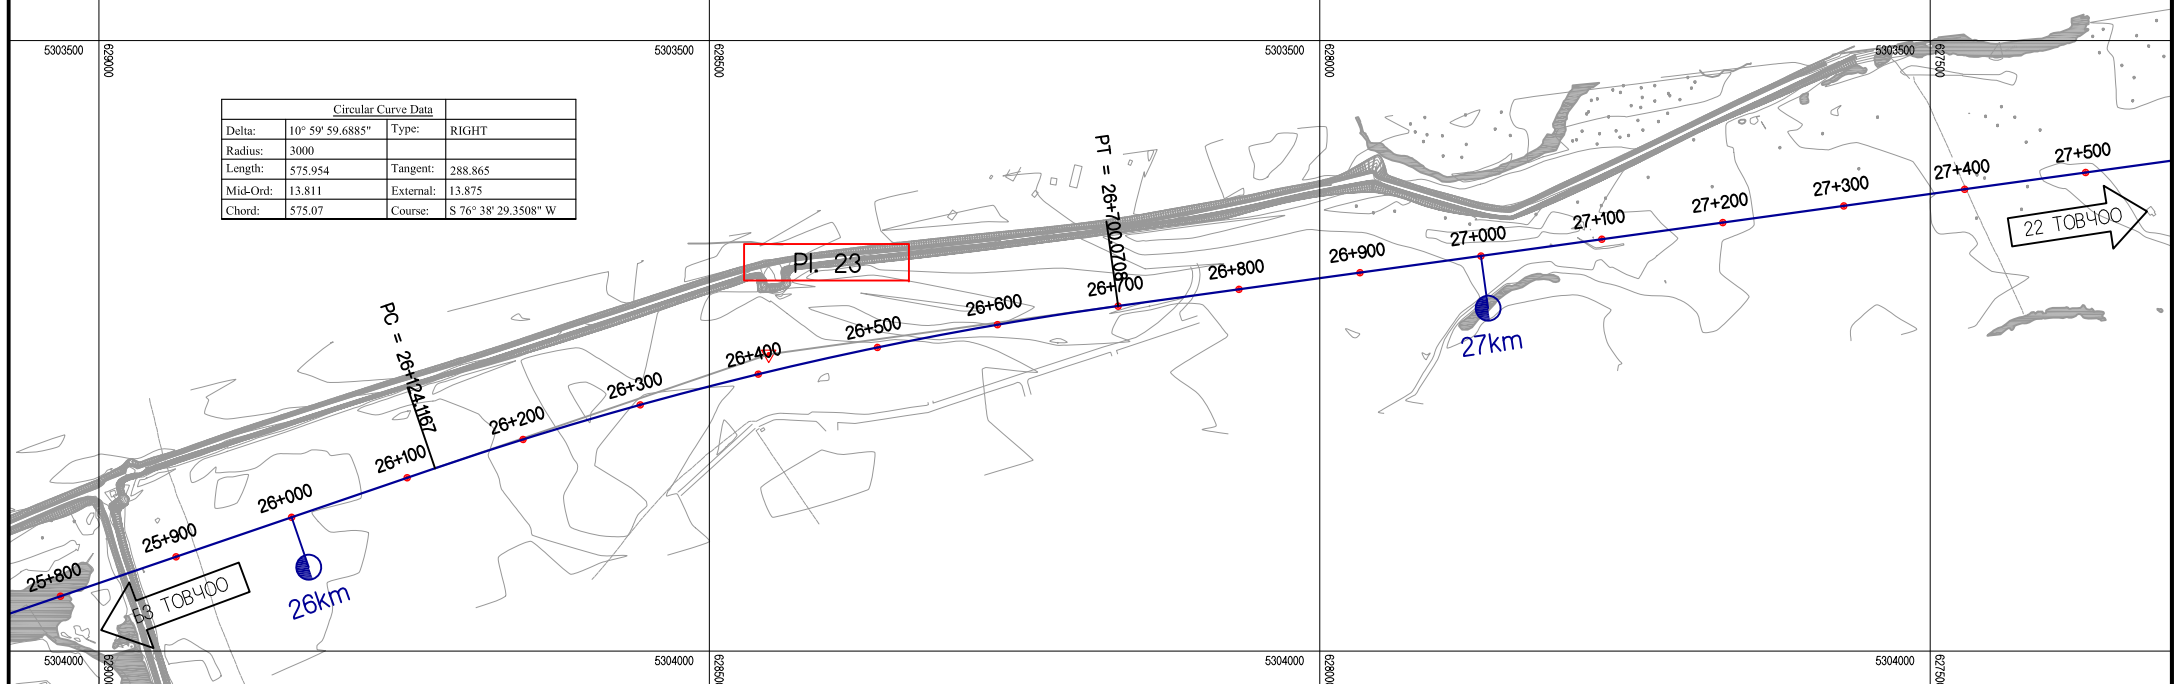 5303500 5303500 5303500 5303500
629000 628500 628000 627500
Circular Curve Data
Delta: 10° 59' 59.6885" Type: RIGHT
Radius: 3000
Length: 575.954 Tangent: 288.865
Mid-Ord: 13.811 External: 13.875
Chord: 575.07 Course: S 76° 38' 29.3508" W
PT = 26+700.0708
PI. 23
PC = 26+124.1167
25+800
25+900
26+000
26+100
26+200
26+300
26+400
26+500
26+600
26+700
26+800
26+900
27+000
27+100
27+200
27+300
27+400
27+500
22 ТОВЧОО
27km
53 ТОВЧОО
26km
5304000 5304000 5304000 5304000